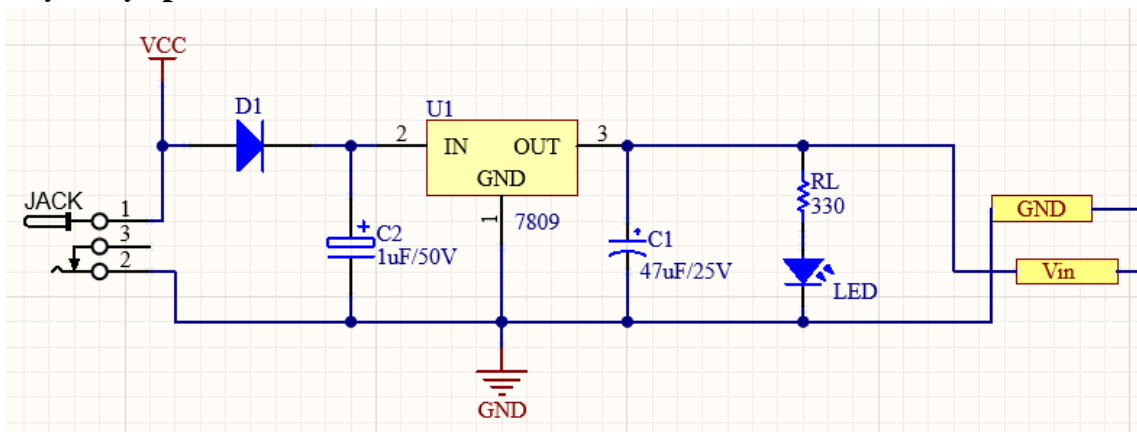 VCC
D1
U1
2
IN
OUT
3
GND
1
7809
JACK
1
3
2
C2
1uF/50V
C1
47uF/25V
RL
330
LED
GND
Vin
GND